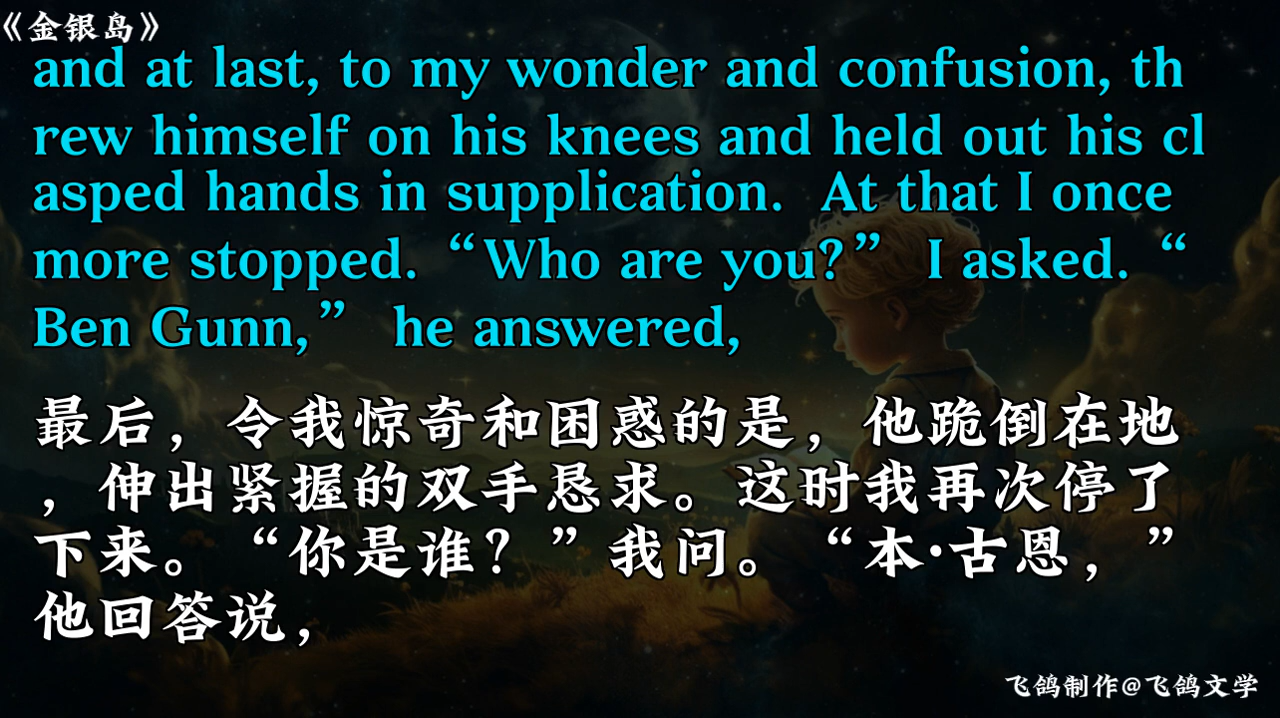 《金银岛》
and at last, to my wonder and confusion, th
rew himself on his knees and held out his cl
asped hands in supplication.  At that I once
more stopped. “Who are you?”  I asked. “
Ben Gunn,”  he answered,
最后，令我惊奇和困惑的是，他跪倒在地
，伸出紧握的双手恳求。这时我再次停了
下来。“你是谁？”我问。“本·古恩，”
他回答说，
飞鸽制作@飞鸽文学